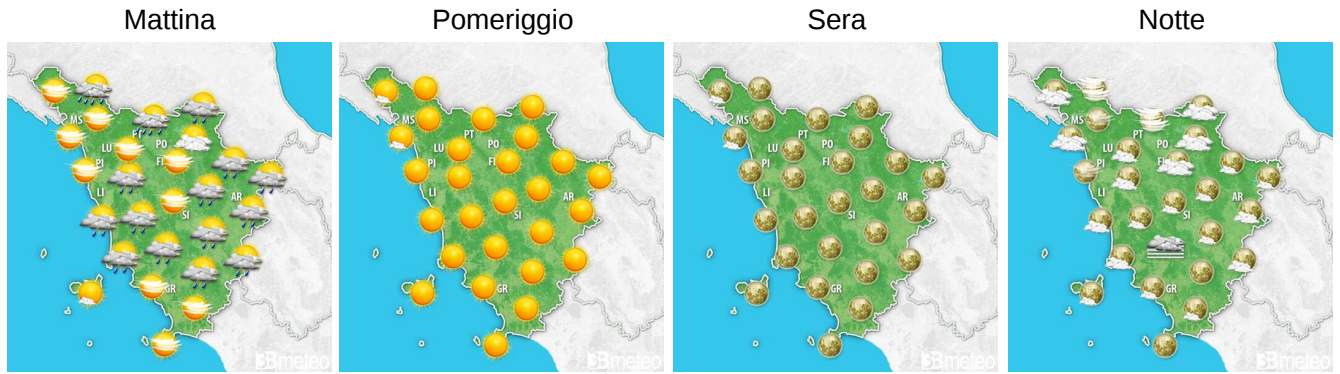 Mattina
Pomeriggio
Sera
Notte
MS
PO
LU
FI
PI
LI
AR
SI
GR
3Bmeteo
MS
PT
LU
PO
PI
FI
LI
AR
SI
GR
3Bmeteo
MS
PT
LU
PO
PI
FI
LI
AR
SI
GR
3Bmeteo
MS
PT
LU
PO
PI
FI
LI
AR
SI
GR
3Bmeteo